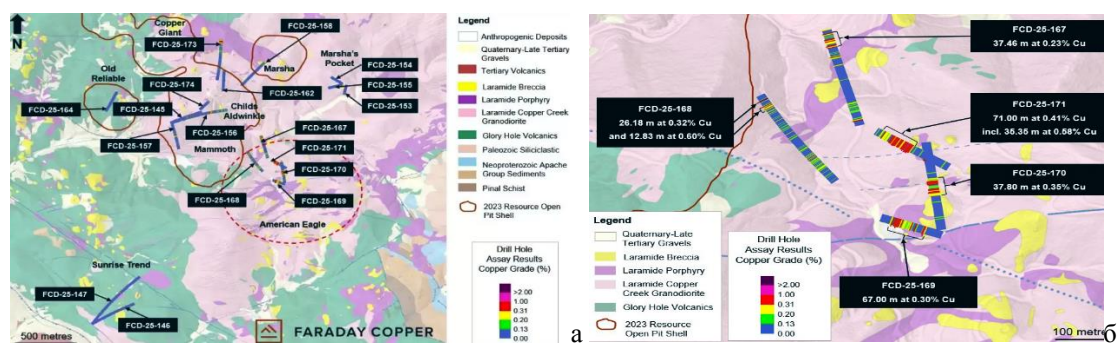 Copper Giant
FCD-25-158
FCD-25-173
Marsha's Pocket
Marsha
FCD-25-154
Old Reliable
FCD-25-155
FCD-25-174
FCD-25-153
FCD-25-164
FCD-25-145
FCD-25-162
Childs Aldwinkle
FCD-25-156
FCD-25-167
FCD-25-157
Mammoth
FCD-25-171
FCD-25-170
FCD-25-168
FCD-25-169
American Eagle
Sunrise Trend
FCD-25-147
FCD-25-146
500 metres
FARADAY COPPER
N
Legend
Anthropogenic Deposits
Quaternary-Late Tertiary Gravels
Tertiary Volcanics
Laramide Breccia
Laramide Porphyry
Laramide Copper Creek Granodiorite
Glory Hole Volcanics
Paleozoic Siliciclastic
Neoproterozoic Apache Group Sediments
Pinal Schist
2023 Resource Open Pit Shell
Drill Hole
Assay Results
Copper Grade (%)
>2.00
1.00
0.31
0.20
0.13
0.00
а
FCD-25-167
37.46 m at 0.23% Cu
FCD-25-168
26.18 m at 0.32% Cu
and 12.83 m at 0.60% Cu
FCD-25-171
71.00 m at 0.41% Cu
incl. 35.35 m at 0.58% Cu
FCD-25-170
37.80 m at 0.35% Cu
FCD-25-169
67.00 m at 0.30% Cu
Legend
Quaternary-Late Tertiary Gravels
Laramide Breccia
Laramide Porphyry
Laramide Copper Creek Granodiorite
Glory Hole Volcanics
2023 Resource Open Pit Shell
Drill Hole
Assay Results
Copper Grade (%)
>2.00
1.00
0.31
0.20
0.13
0.00
100 metres
б